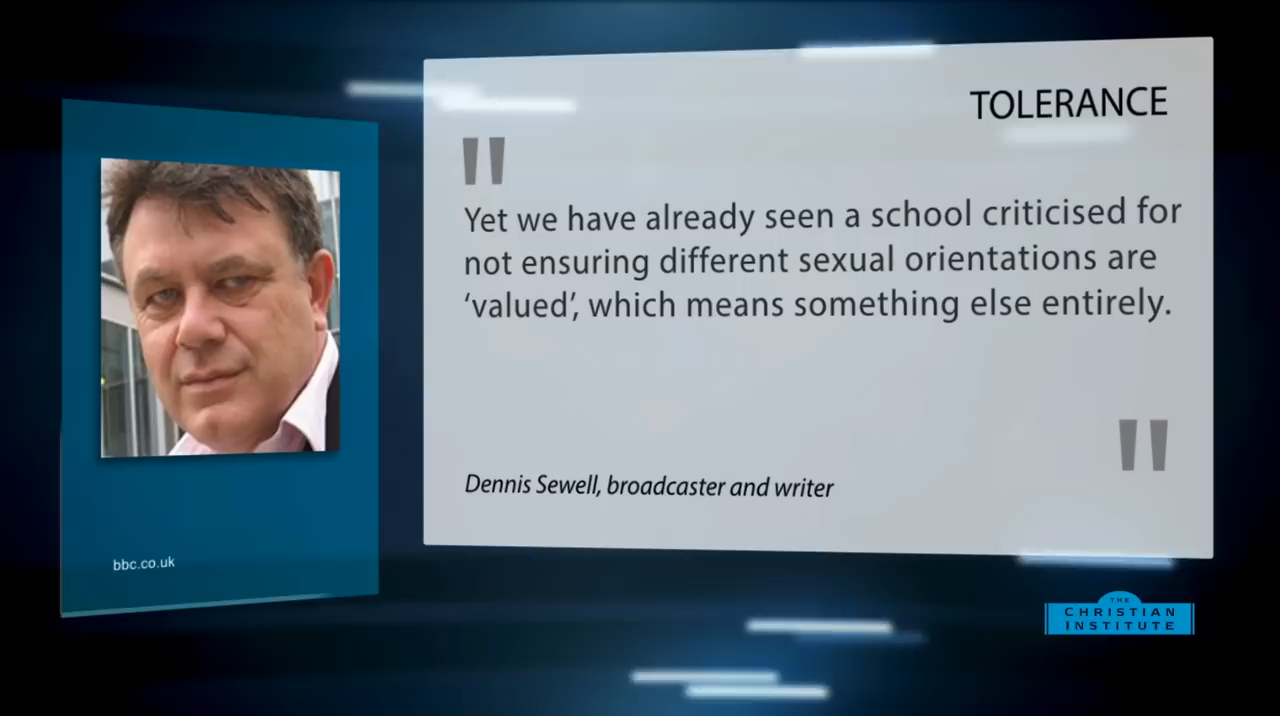 TOLERANCE
"
Yet we have already seen a school criticised for
not ensuring different sexual orientations are
‘valued’, which means something else entirely.
"
Dennis Sewell, broadcaster and writer
bbc.co.uk
THE
CHRISTIAN
INSTITUTE